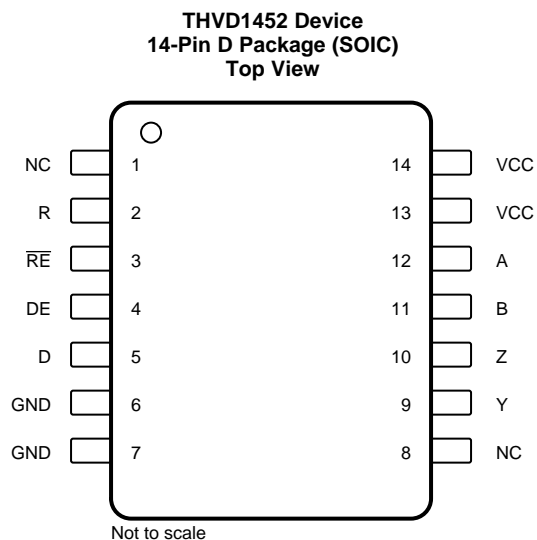 THVD1452 Device
14-Pin D Package (SOIC)
Top View
NC 1 14 VCC
R 2 13 VCC
R̅E̅ 3 12 A
DE 4 11 B
D 5 10 Z
GND 6 9 Y
GND 7 8 NC
Not to scale